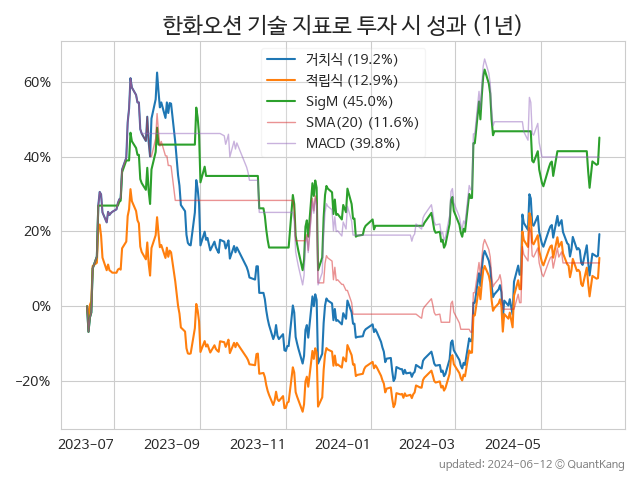 한화오션 기술 지표로 투자 시 성과 (1년)
거치식 (19.2%)
적립식 (12.9%)
SigM (45.0%)
SMA(20) (11.6%)
MACD (39.8%)
60%
40%
20%
0%
−20%
2023-07
2023-09
2023-11
2024-01
2024-03
2024-05
updated: 2024-06-12 ⓒ QuantKang